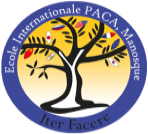 Ecole Internationale PACA, Manosque
Iter Facere